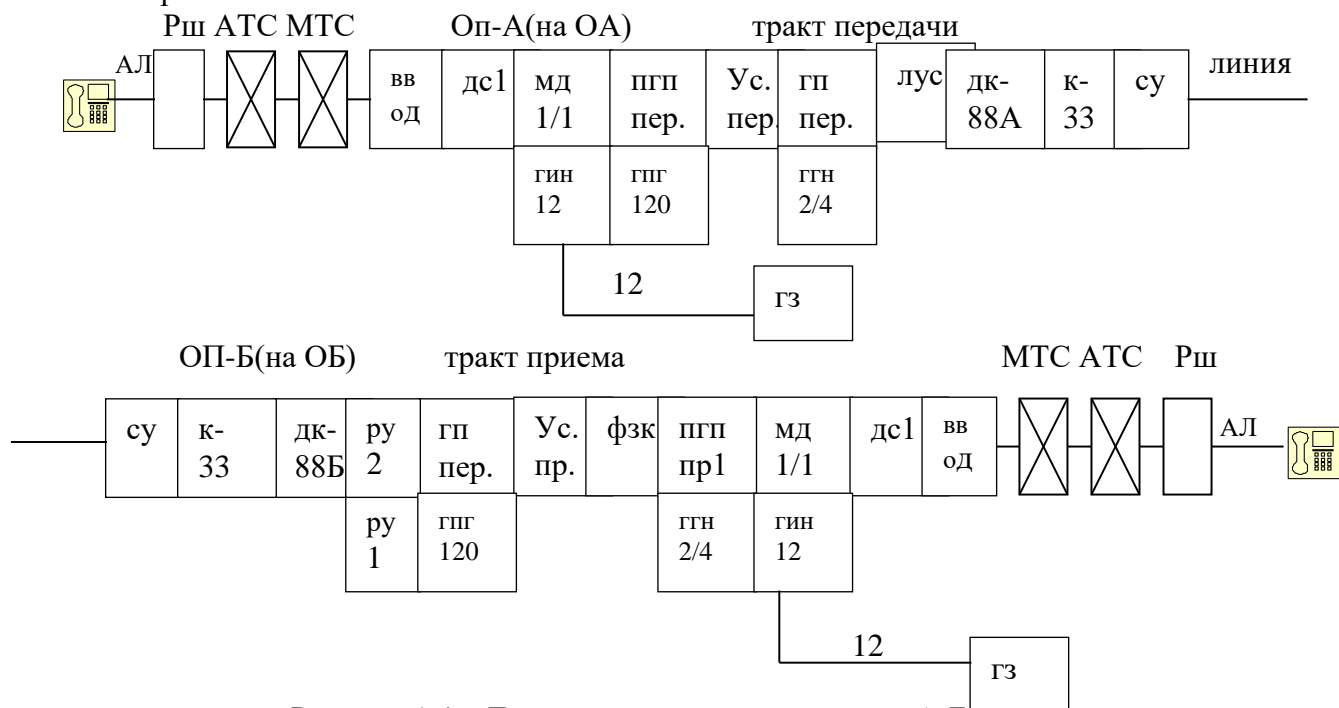 Рш АТС МТС Оп-А(на ОА) тракт передачи
АЛ
вв дс1 мд пгп Ус. гп лус дк- к- су линия
од 1/1 пер. пер. пер. 88А 33
гин гпг ггн
12 120 2/4
12
гз
ОП-Б(на ОБ) тракт приема МТС АТС Рш
су к- дк- ру гп Ус. фзк пгп мд дс1 вв АЛ
33 88Б 2 пер. пр. пр1 1/1 од
ру гпг ггн гин
1 120 2/4 12
12
гз